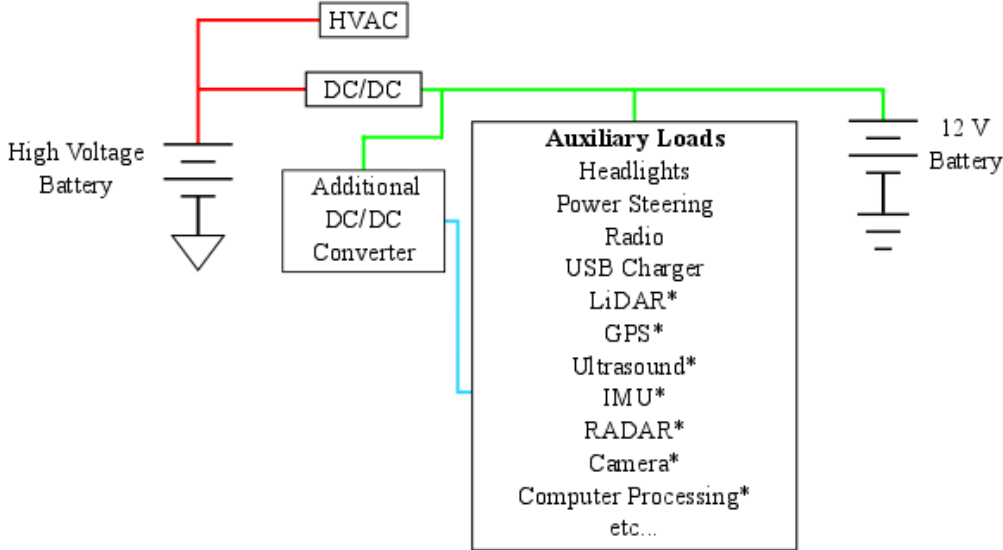 HVAC
DC/DC
High Voltage
Battery
Additional
DC/DC
Converter
Auxiliary Loads
Headlights
Power Steering
Radio
USB Charger
LiDAR*
GPS*
Ultrasound*
IMU*
RADAR*
Camera*
Computer Processing*
etc...
12 V
Battery